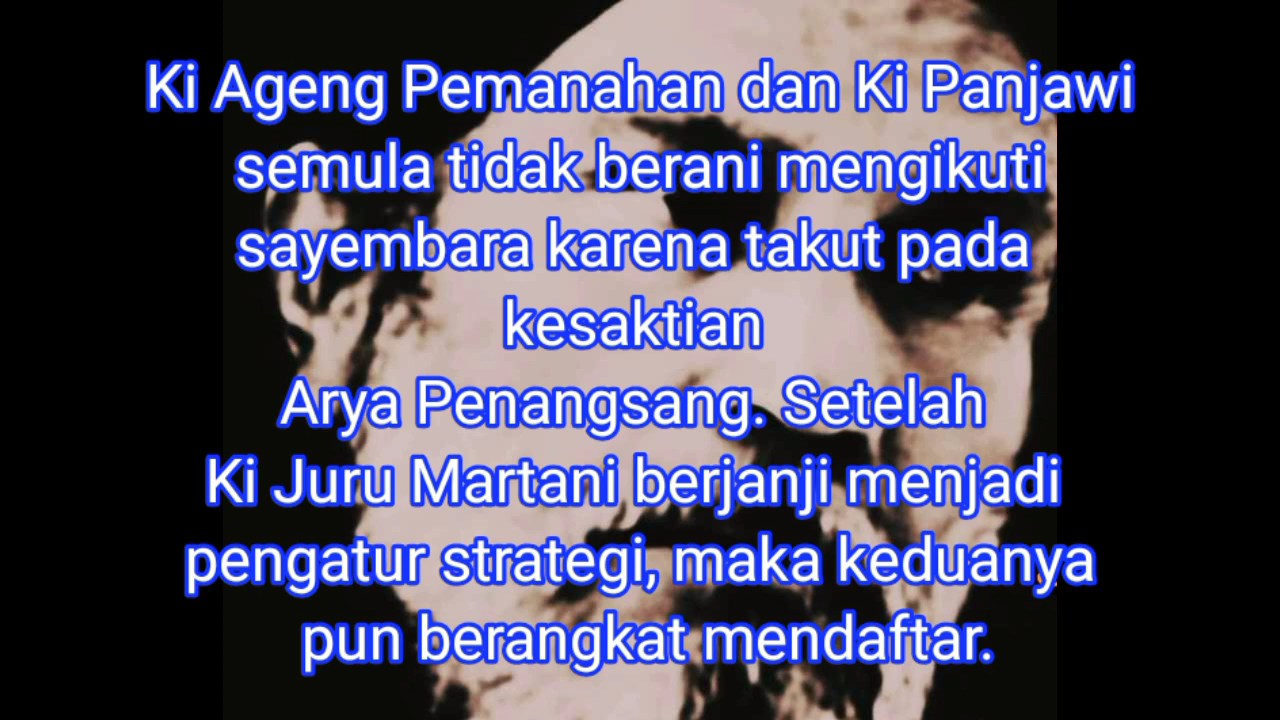 Ki Ageng Pemanahan dan Ki Panjawi
semula tidak berani mengikuti
sayembara karena takut pada
kesaktian
Arya Penangsang. Setelah
Ki Juru Martani berjanji menjadi
pengatur strategi, maka keduanya
pun berangkat mendaftar.